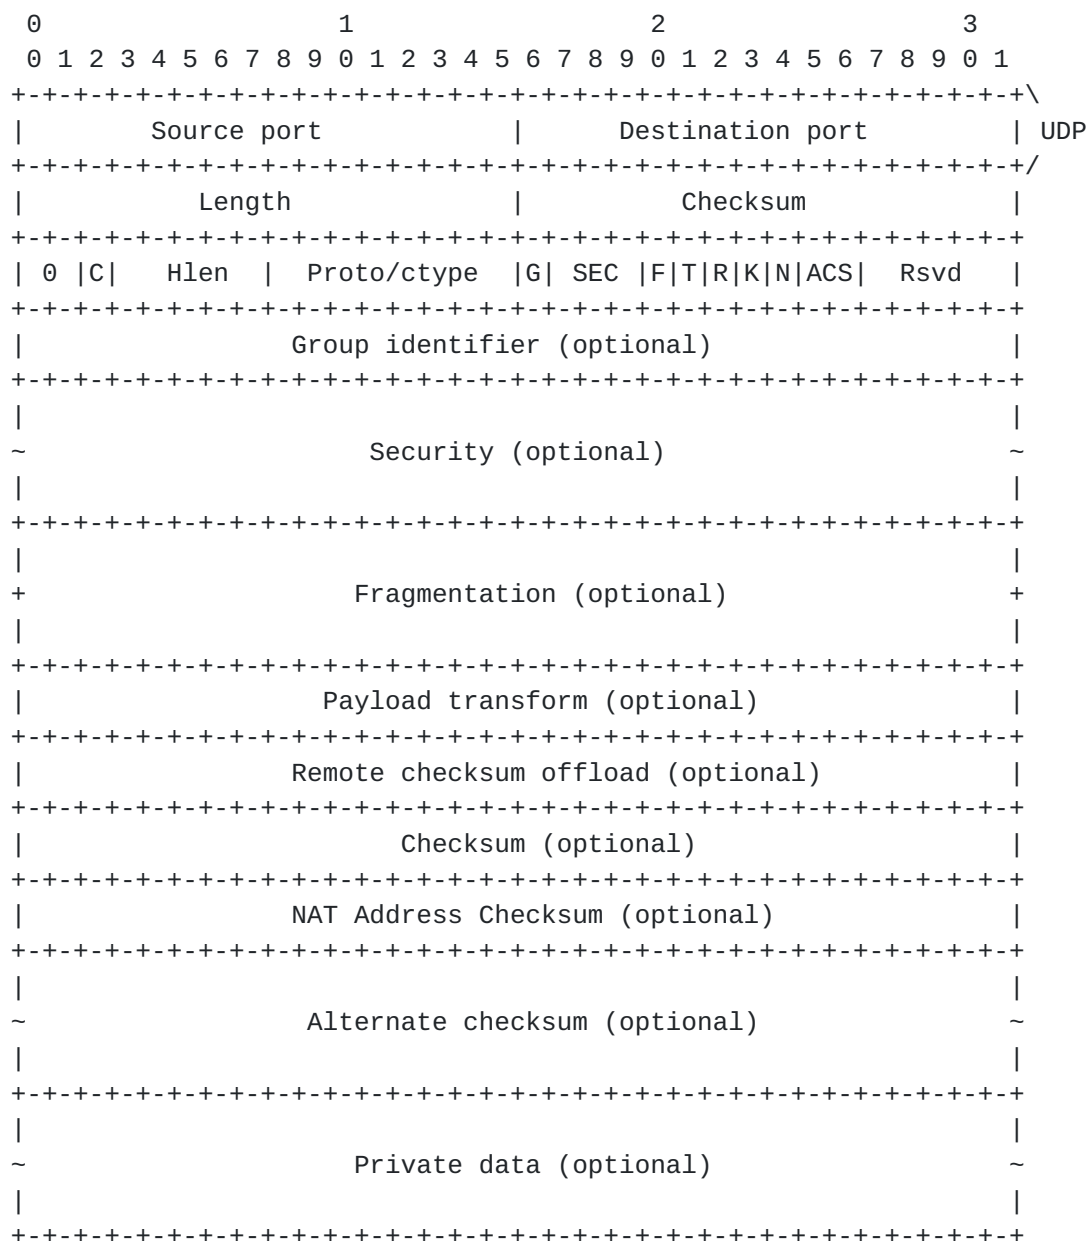 0                   1                   2                   3
 0 1 2 3 4 5 6 7 8 9 0 1 2 3 4 5 6 7 8 9 0 1 2 3 4 5 6 7 8 9 0 1
+-+-+-+-+-+-+-+-+-+-+-+-+-+-+-+-+-+-+-+-+-+-+-+-+-+-+-+-+-+-+-+-+\
|        Source port            |      Destination port         | UDP
+-+-+-+-+-+-+-+-+-+-+-+-+-+-+-+-+-+-+-+-+-+-+-+-+-+-+-+-+-+-+-+-+/
|           Length              |          Checksum             |
+-+-+-+-+-+-+-+-+-+-+-+-+-+-+-+-+-+-+-+-+-+-+-+-+-+-+-+-+-+-+-+-+
| 0 |C|   Hlen  |  Proto/ctype  |G| SEC |F|T|R|K|N|ACS|  Rsvd   |
+-+-+-+-+-+-+-+-+-+-+-+-+-+-+-+-+-+-+-+-+-+-+-+-+-+-+-+-+-+-+-+-+
|                 Group identifier (optional)                   |
+-+-+-+-+-+-+-+-+-+-+-+-+-+-+-+-+-+-+-+-+-+-+-+-+-+-+-+-+-+-+-+-+
|                                                               |
~                      Security (optional)                      ~
|                                                               |
+-+-+-+-+-+-+-+-+-+-+-+-+-+-+-+-+-+-+-+-+-+-+-+-+-+-+-+-+-+-+-+-+
|                                                               |
+                     Fragmentation (optional)                  +
|                                                               |
+-+-+-+-+-+-+-+-+-+-+-+-+-+-+-+-+-+-+-+-+-+-+-+-+-+-+-+-+-+-+-+-+
|                   Payload transform (optional)                |
+-+-+-+-+-+-+-+-+-+-+-+-+-+-+-+-+-+-+-+-+-+-+-+-+-+-+-+-+-+-+-+-+
|                 Remote checksum offload (optional)            |
+-+-+-+-+-+-+-+-+-+-+-+-+-+-+-+-+-+-+-+-+-+-+-+-+-+-+-+-+-+-+-+-+
|                        Checksum (optional)                    |
+-+-+-+-+-+-+-+-+-+-+-+-+-+-+-+-+-+-+-+-+-+-+-+-+-+-+-+-+-+-+-+-+
|                 NAT Address Checksum (optional)               |
+-+-+-+-+-+-+-+-+-+-+-+-+-+-+-+-+-+-+-+-+-+-+-+-+-+-+-+-+-+-+-+-+
|                                                               |
~                  Alternate checksum (optional)                ~
|                                                               |
+-+-+-+-+-+-+-+-+-+-+-+-+-+-+-+-+-+-+-+-+-+-+-+-+-+-+-+-+-+-+-+-+
|                                                               |
~                     Private data (optional)                   ~
|                                                               |
+-+-+-+-+-+-+-+-+-+-+-+-+-+-+-+-+-+-+-+-+-+-+-+-+-+-+-+-+-+-+-+-+